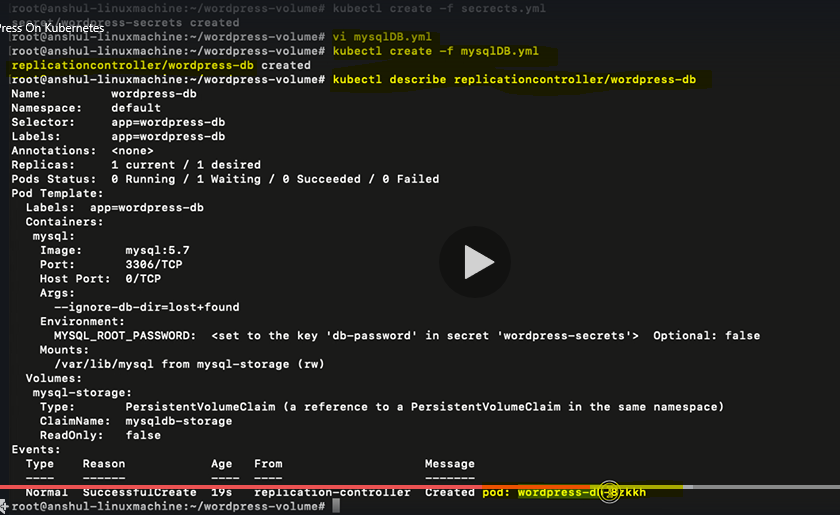 [root@anshul-linuxmachine:~/wordpress-volume# kubectl create -f secrects.yml
secret/wordpress-secrets created
Press On Kubernetes
[root@anshul-linuxmachine:~/wordpress-volume# vi mysqlDB.yml
[root@anshul-linuxmachine:~/wordpress-volume# kubectl create -f mysqlDB.yml
replicationcontroller/wordpress-db created
[root@anshul-linuxmachine:~/wordpress-volume# kubectl describe replicationcontroller/wordpress-db
Name: wordpress-db
Namespace: default
Selector: app=wordpress-db
Labels: app=wordpress-db
Annotations: <none>
Replicas: 1 current / 1 desired
Pods Status: 0 Running / 1 Waiting / 0 Succeeded / 0 Failed
Pod Template:
Labels: app=wordpress-db
Containers:
mysql:
Image: mysql:5.7
Port: 3306/TCP
Host Port: 0/TCP
Args:
--ignore-db-dir=lost+found
Environment:
MYSQL_ROOT_PASSWORD: <set to the key 'db-password' in secret 'wordpress-secrets'> Optional: false
Mounts:
/var/lib/mysql from mysql-storage (rw)
Volumes:
mysql-storage:
Type: PersistentVolumeClaim (a reference to a PersistentVolumeClaim in the same namespace)
ClaimName: mysqldb-storage
ReadOnly: false
Events:
Type Reason Age From Message
---- ------ ---- ---- -------
Normal SuccessfulCreate 19s replication-controller Created pod:
root@anshul-linuxmachine:~/wordpress-volume#